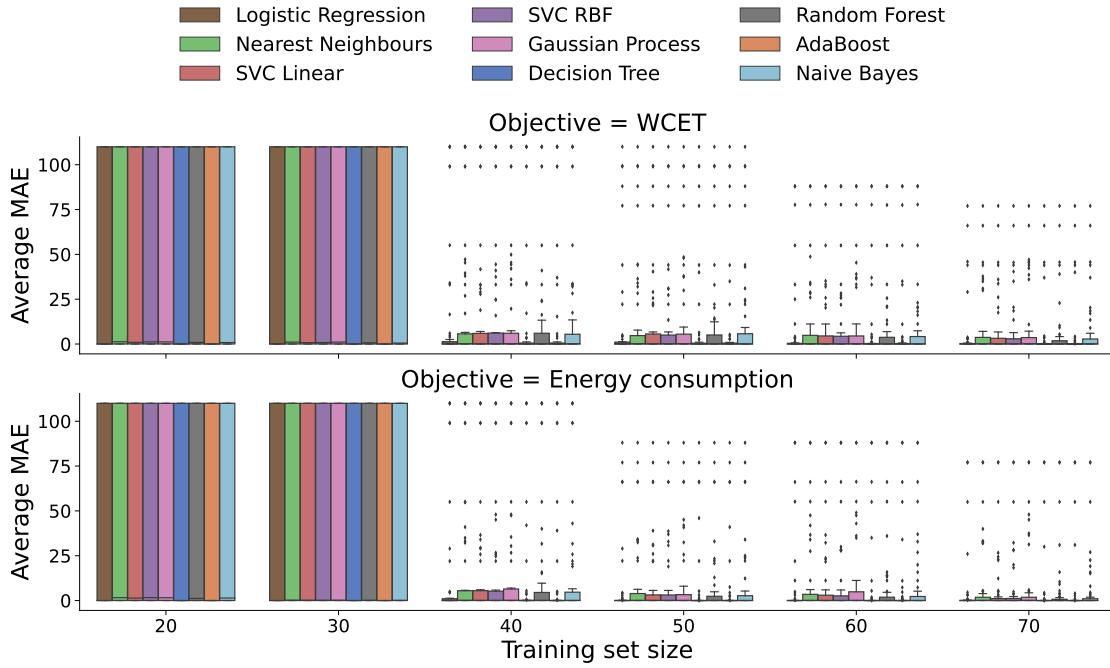 Logistic Regression SVC RBF Random Forest
Nearest Neighbours Gaussian Process AdaBoost
SVC Linear Decision Tree Naive Bayes
Objective = WCET
Average MAE
100
75
50
25
0
Objective = Energy consumption
Average MAE
100
75
50
25
0
20 30 40 50 60 70
Training set size